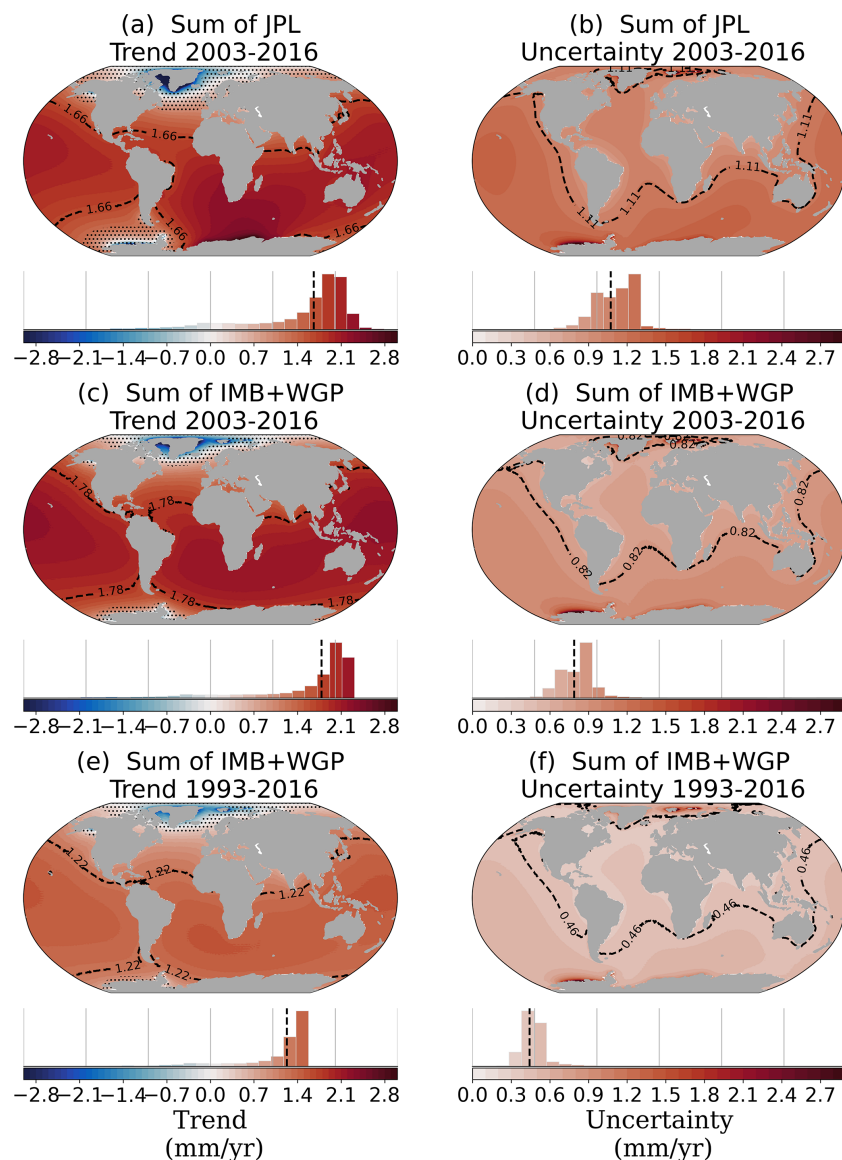 (a) Sum of JPL
Trend 2003-2016
(b) Sum of JPL
Uncertainty 2003-2016
1.66
1.66
1.66
1.66
1.66
1.11
1.1
1.11
1.11
1.11
1.11
−2.8 −2.1 −1.4 −0.7 0.0 0.7 1.4 2.1 2.8
0.0 0.3 0.6 0.9 1.2 1.5 1.8 2.1 2.4 2.7
(c) Sum of IMB+WGP
Trend 2003-2016
(d) Sum of IMB+WGP
Uncertainty 2003-2016
1.78
1.78
1.78
1.78
1.78
0.82
0.82
0.82
0.82
0.82
0.82
−2.8 −2.1 −1.4 −0.7 0.0 0.7 1.4 2.1 2.8
0.0 0.3 0.6 0.9 1.2 1.5 1.8 2.1 2.4 2.7
(e) Sum of IMB+WGP
Trend 1993-2016
(f) Sum of IMB+WGP
Uncertainty 1993-2016
1.22
1.22
1.22
1.22
1.22
0.46
0.46
0.46
0.46
−2.8 −2.1 −1.4 −0.7 0.0 0.7 1.4 2.1 2.8
0.0 0.3 0.6 0.9 1.2 1.5 1.8 2.1 2.4 2.7
Trend
(mm/yr)
Uncertainty
(mm/yr)